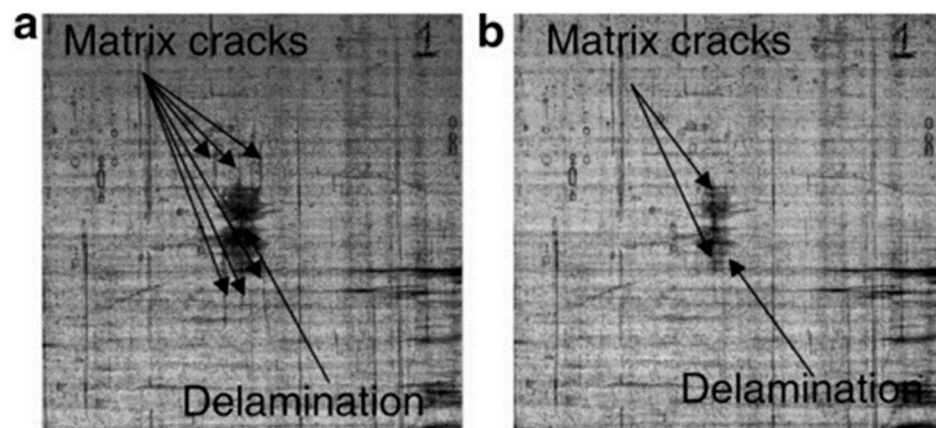 a
Matrix cracks
1
Delamination
b
Matrix cracks
1
Delamination